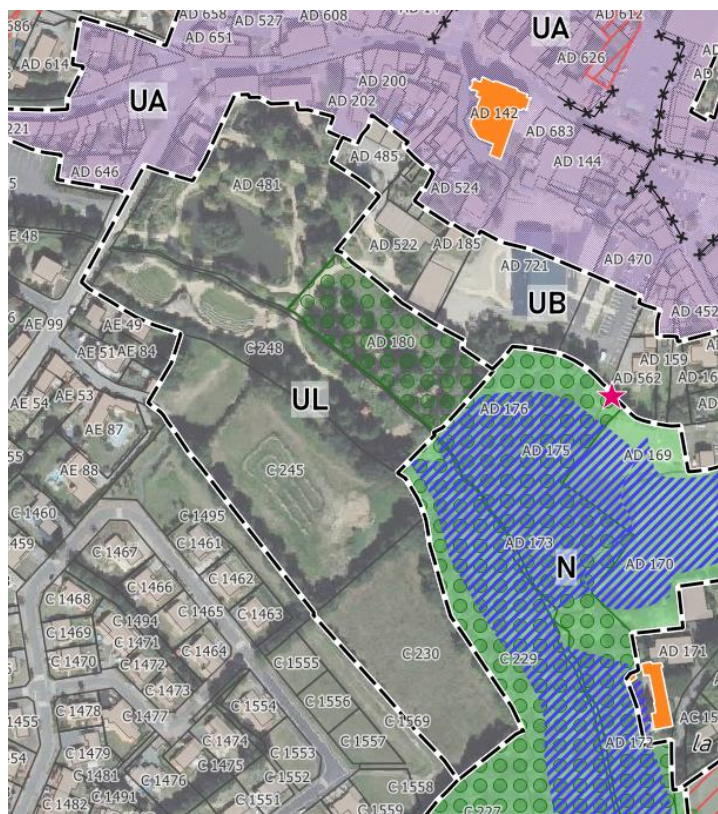 AD 658
AD 527
AD 608
AD 612
686
AD 651
UA
AD 614
AD 626
AD 200
UA
AD 202
AD 142
AD 683
221
AD 485
AD 144
AD 646
AD 481
AD 524
AE 48
AD 522
AD 185
AD 470
AD 721
UB
AD 452
AE 99
AE 49
AE 51
AE 84
C 248
AD 180
AD 159
AD 562
AE 54
AE 53
UL
AD 176
AE 87
AD 175
AD 169
AE 88
C 245
C 1460
C 1495
459
C 1461
AD 173
AD 170
C 1467
C 1462
N
C 1466
C 1468
C 1465
C 1463
C 1494
C 1469
C 1471
C 1464
C 230
C 229
AD 171
C 1470
C 1472
C 1555
C 1473
C 1556
C 1478
C 1554
C 1569
1455
C 1477
C 1474
C 1557
AD 172
la
C 1479
C 1475
C 1553
C 1481
C 1476
C 1552
C 1558
C 1491
C 1551
C 1482
C 1559
C 227